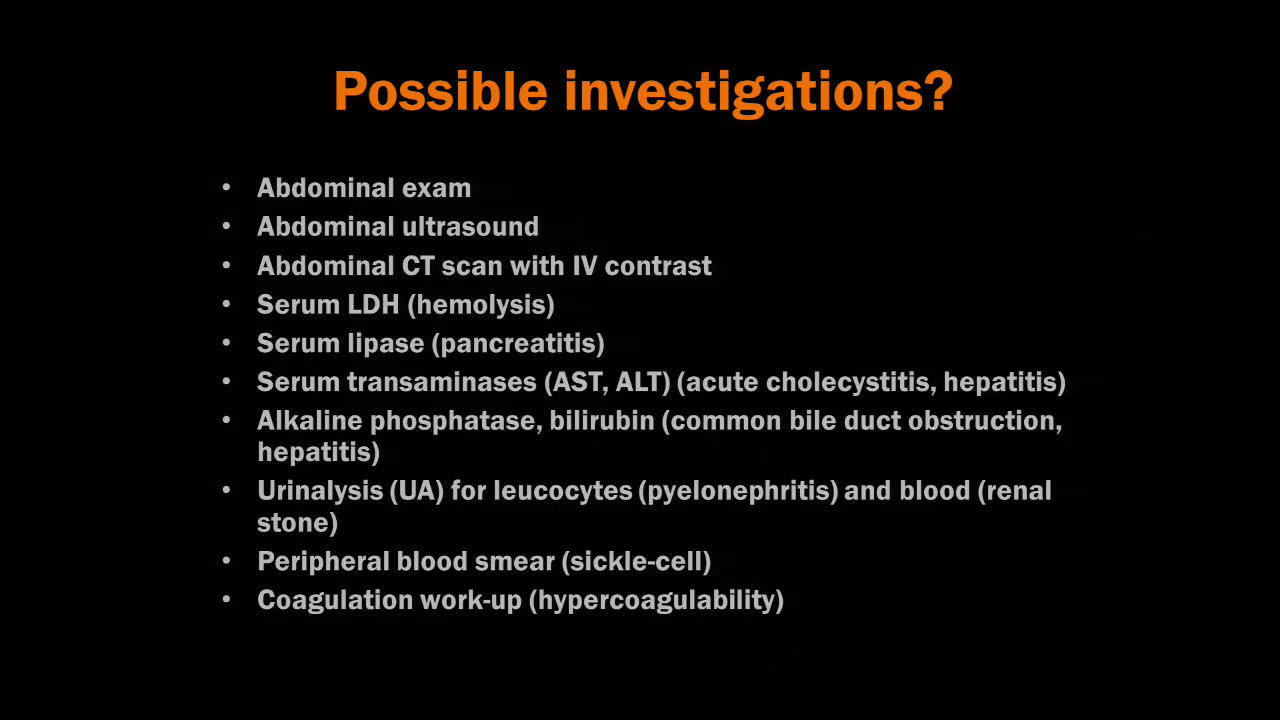 Possible investigations?
• Abdominal exam
• Abdominal ultrasound
• Abdominal CT scan with IV contrast
• Serum LDH (hemolysis)
• Serum lipase (pancreatitis)
• Serum transaminases (AST, ALT) (acute cholecystitis, hepatitis)
• Alkaline phosphatase, bilirubin (common bile duct obstruction,
hepatitis)
• Urinalysis (UA) for leucocytes (pyelonephritis) and blood (renal
stone)
• Peripheral blood smear (sickle-cell)
• Coagulation work-up (hypercoagulability)